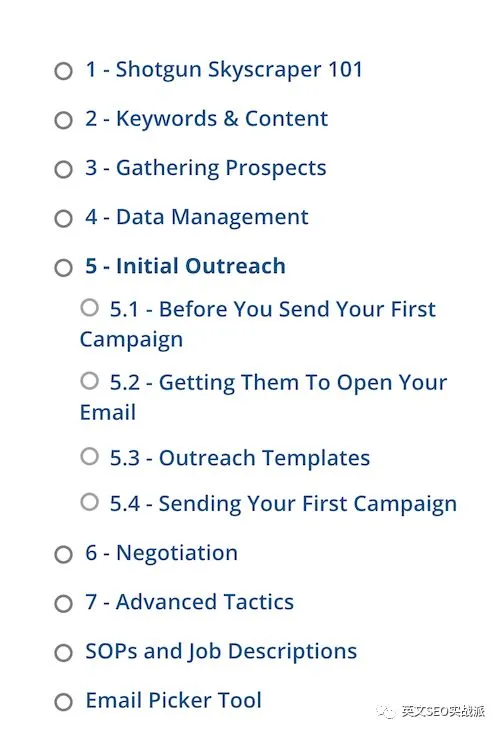 1 - Shotgun Skyscraper 101
2 - Keywords & Content
3 - Gathering Prospects
4 - Data Management
5 - Initial Outreach
5.1 - Before You Send Your First
Campaign
5.2 - Getting Them To Open Your
Email
5.3 - Outreach Templates
5.4 - Sending Your First Campaign
6 - Negotiation
7 - Advanced Tactics
SOPs and Job Descriptions
Email Picker Tool
英文SEO实战派